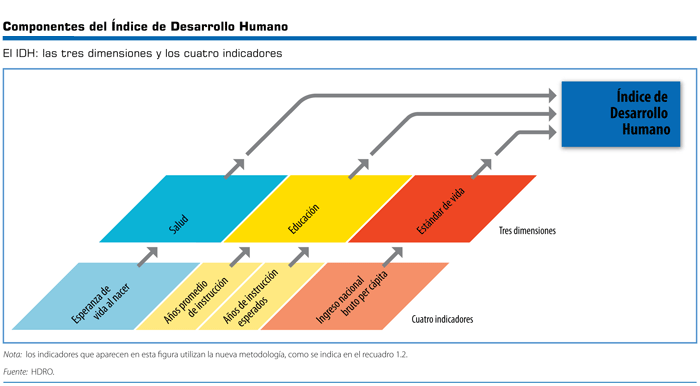 Componentes del Índice de Desarrollo Humano
El IDH: las tres dimensiones y los cuatro indicadores
Índice de
Desarrollo
Humano
Salud
Educación
Estándar de vida
Tres dimensiones
Esperanza de
vida al nacer
Años promedio
de instrucción
Años de instrucción
esperados
Ingreso nacional
bruto per cápita
Cuatro indicadores
Nota: los indicadores que aparecen en esta figura utilizan la nueva metodología, como se indica en el recuadro 1.2.
Fuente: HDRO.